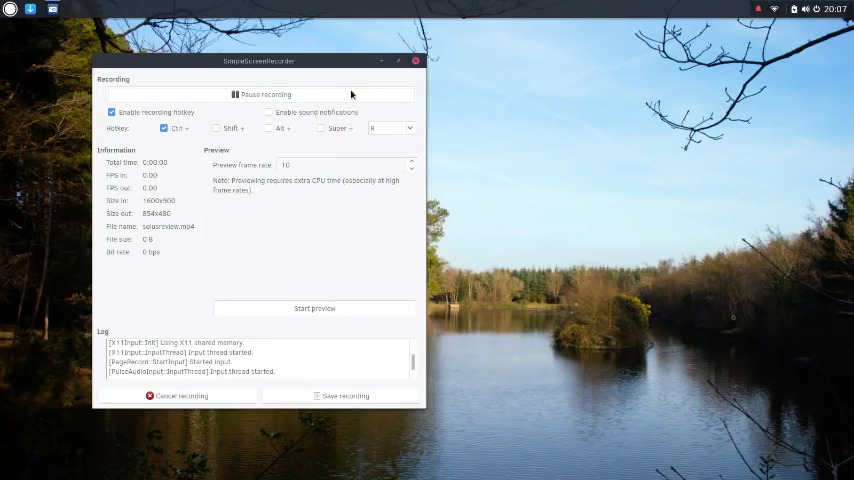 20:07
SimpleScreenRecorder
Recording
Pause recording
Enable recording hotkey
Enable sound notifications
Hotkey: Ctrl + Shift + Alt + Super + R
Information
Total time: 0:00:00
FPS in: 0.00
FPS out: 0.00
Size in: 1600x900
Size out: 854x480
File name: solusreview.mp4
File size: 0 B
Bit rate: 0 bps
Preview
Preview frame rate: 10
Note: Previewing requires extra CPU time (especially at high
frame rates).
Start preview
Log
[X11Input::Init] Using X11 shared memory.
[X11Input::InputThread] Input thread started.
[PageRecord::StartInput] Started input.
[PulseAudioInput::InputThread] Input thread started.
Cancel recording
Save recording